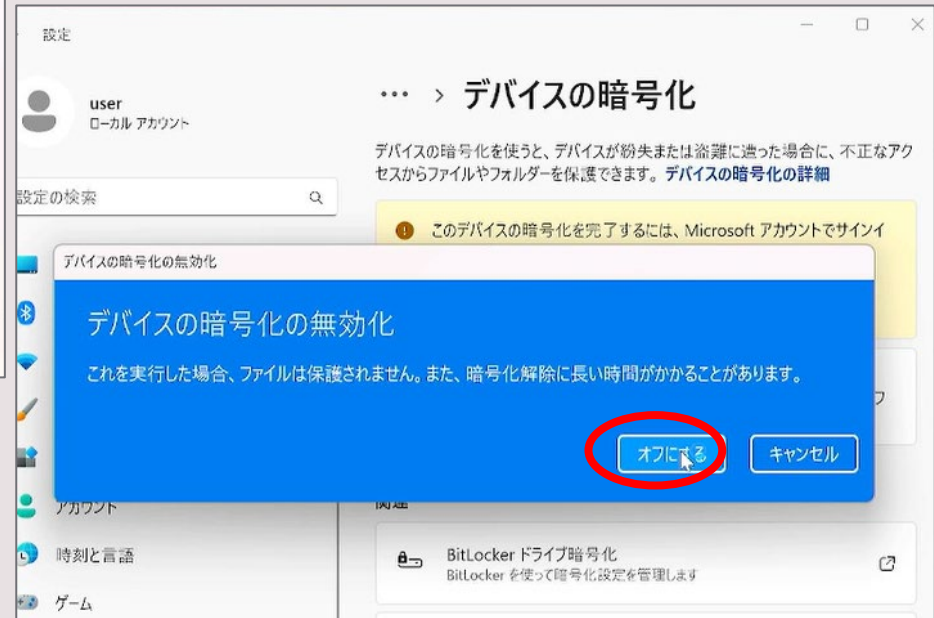 設定
user
ローカル アカウント
設定の検索
… › デバイスの暗号化
デバイスの暗号化を使うと、デバイスが紛失または盗難に遭った場合に、不正なアク
セスからファイルやフォルダーを保護できます。デバイスの暗号化の詳細
このデバイスの暗号化を完了するには、Microsoft アカウントでサインイ
デバイスの暗号化の無効化
デバイスの暗号化の無効化
これを実行した場合、ファイルは保護されません。また、暗号化解除に長い時間がかかることがあります。
オフにする
キャンセル
アカウント
時刻と言語
ゲーム
関連
BitLocker ドライブ暗号化
BitLocker を使って暗号化設定を管理します